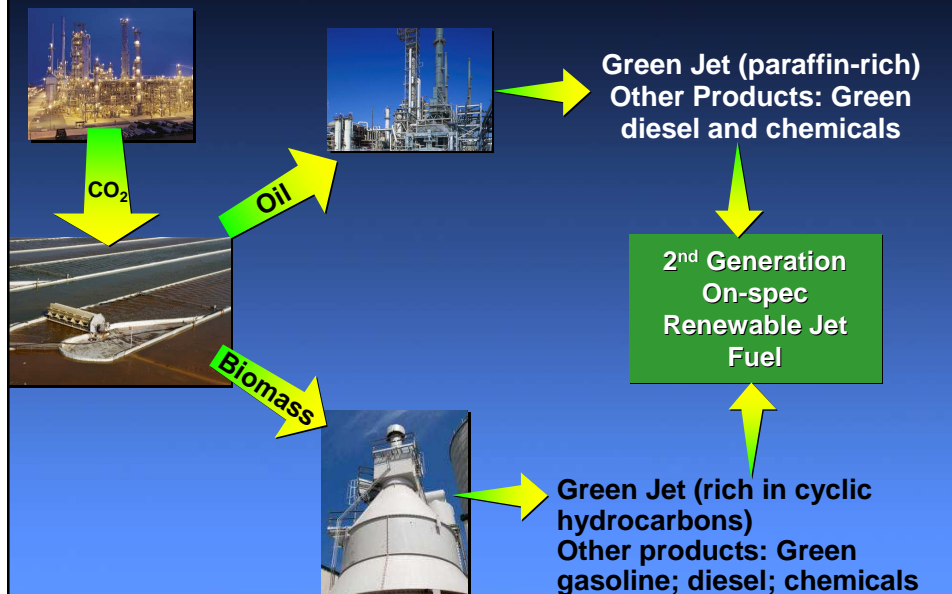 CO₂
Oil
Green Jet (paraffin-rich)
Other Products: Green
diesel and chemicals
2nd Generation
On-spec
Renewable Jet
Fuel
Biomass
Green Jet (rich in cyclic
hydrocarbons)
Other products: Green
gasoline; diesel; chemicals